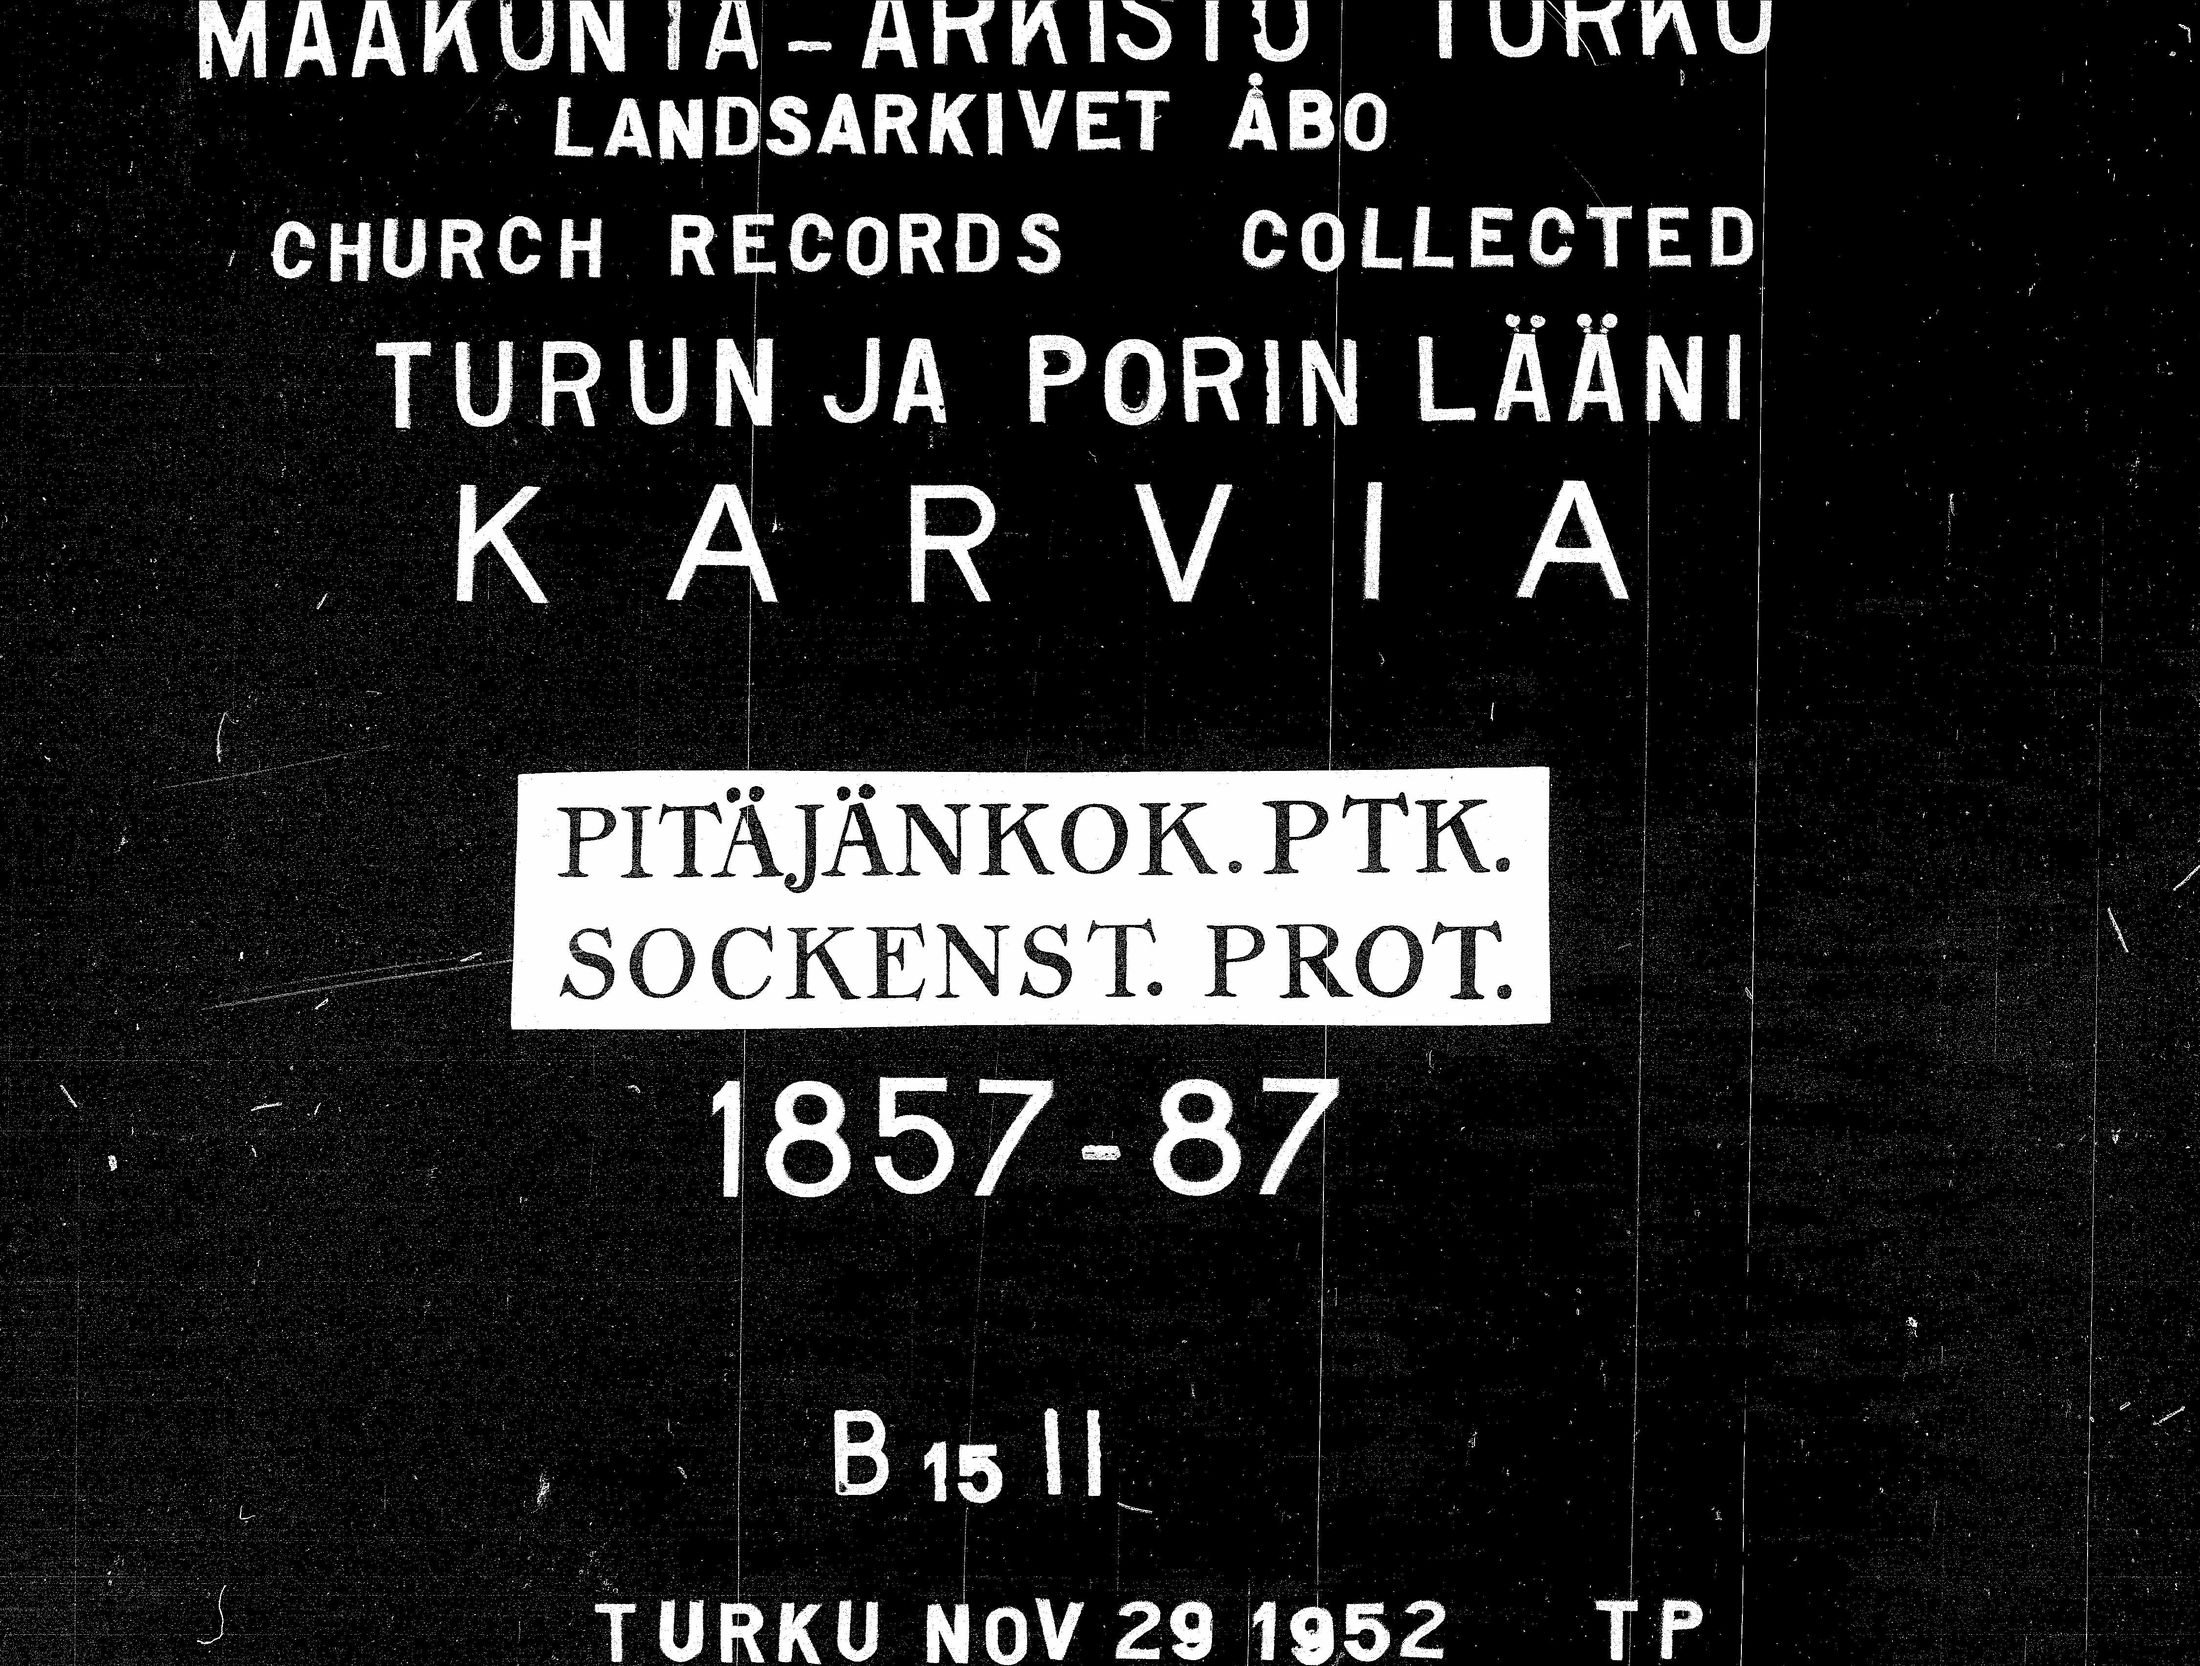 MAAKUNTA-ARKISTO TURKU
LANDSARKIVET ÅBO
CHURCH RECORDS COLLECTED
TURUN JA PORIN LÄÄNI
KARVIA
PITÄJÄNKOK. PTK.
SOCKENST. PROT.
1857-87
B 15 II
TURKU NOV 29 1952 TP